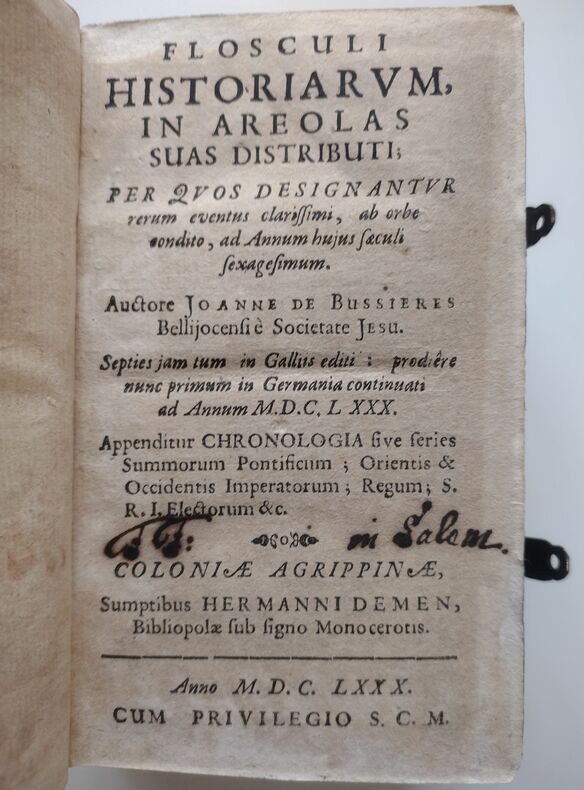 FLOSCULI
HISTORIARVM,
IN AREOLAS
SUAS DISTRIBUTI;
PER QVOS DESIGNANTVR
rerum eventus clariſſimi, ab orbe
condito, ad Annum hujus ſæculi
ſexageſimum.
Auctore JOANNE DE BUSSIERES
Bellijocenſi è Societate JESU.
Septies jam tum in Galliis editi: prodiêre
nunc primum in Germania continuati
ad Annum M.D.C. L XXX.
Appenditur CHRONOLOGIA ſive ſeries
Summorum Pontificum; Orientis &
Occidentis Imperatorum; Regum; S.
R. I. Electorum &c.
in Salem.
COLONIÆ AGRIPPINÆ,
Sumptibus HERMANNI DEMEN,
Bibliopolæ ſub ſigno Monocerotis.
Anno M. D. C. LXXX.
CUM PRIVILEGIO S. C. M.